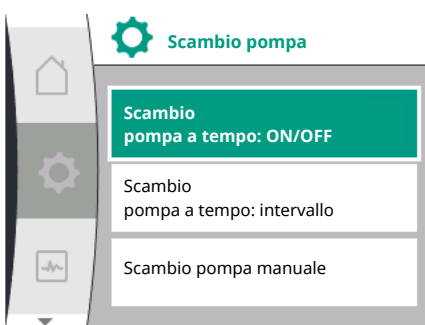 Scambio pompa
Scambio
pompa a tempo: ON/OFF
Scambio
pompa a tempo: intervallo
Scambio pompa manuale